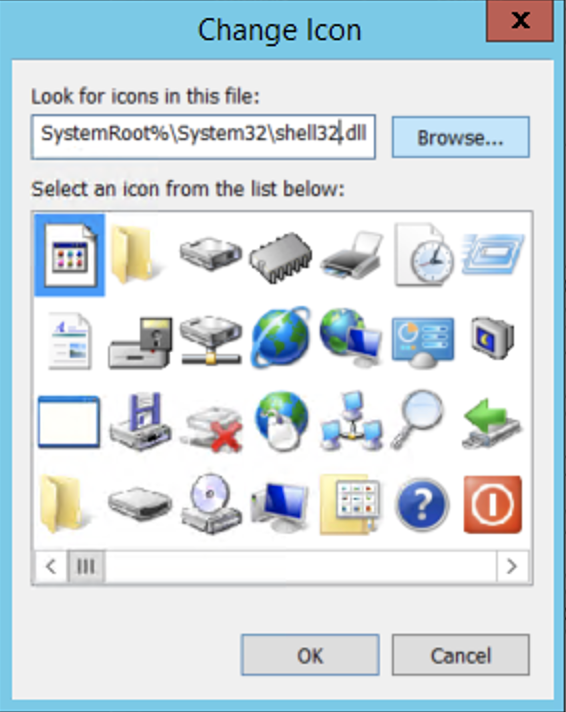 Change Icon
x
Look for icons in this file:
SystemRoot%\System32\shell32.dll
Browse...
Select an icon from the list below:
A
?
OK
Cancel